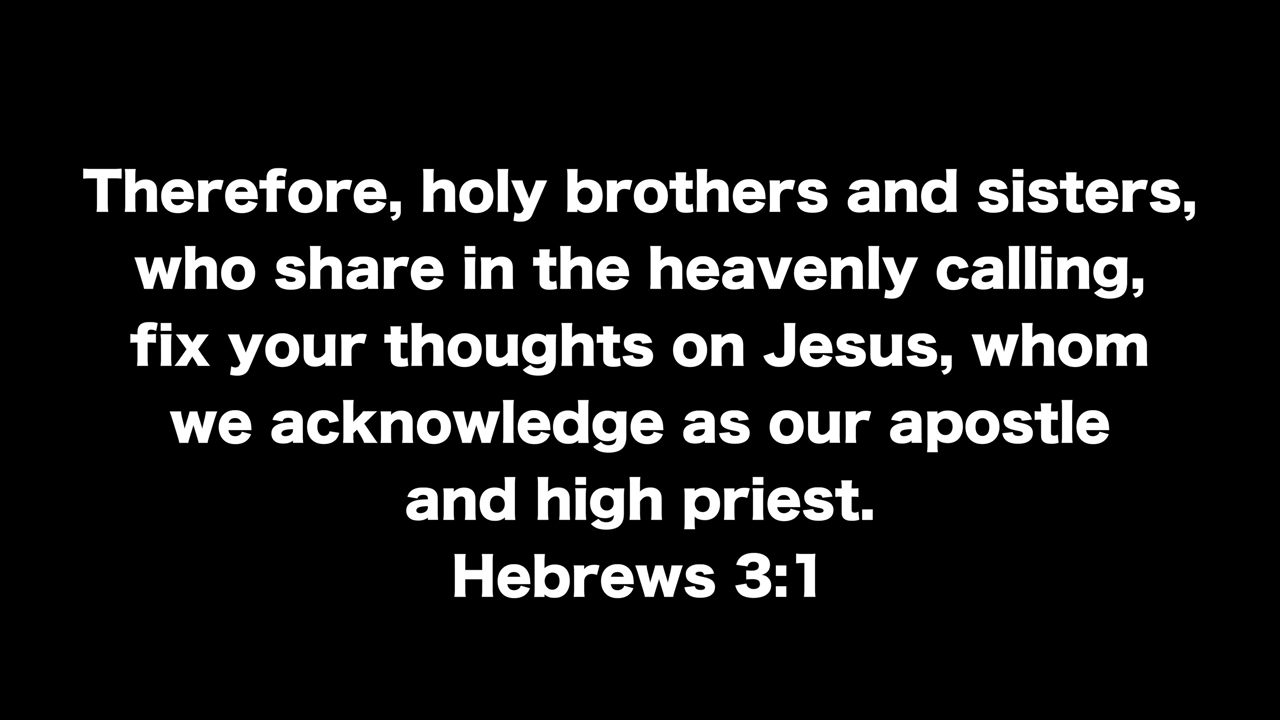 Therefore, holy brothers and sisters,
who share in the heavenly calling,
fix your thoughts on Jesus, whom
we acknowledge as our apostle
and high priest.
Hebrews 3:1